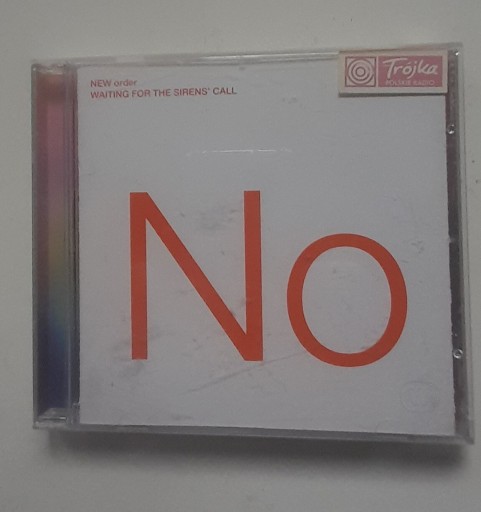 NEW order
WAITING FOR THE SIRENS' CALL
Trójka
POLSKIE RADIO
No